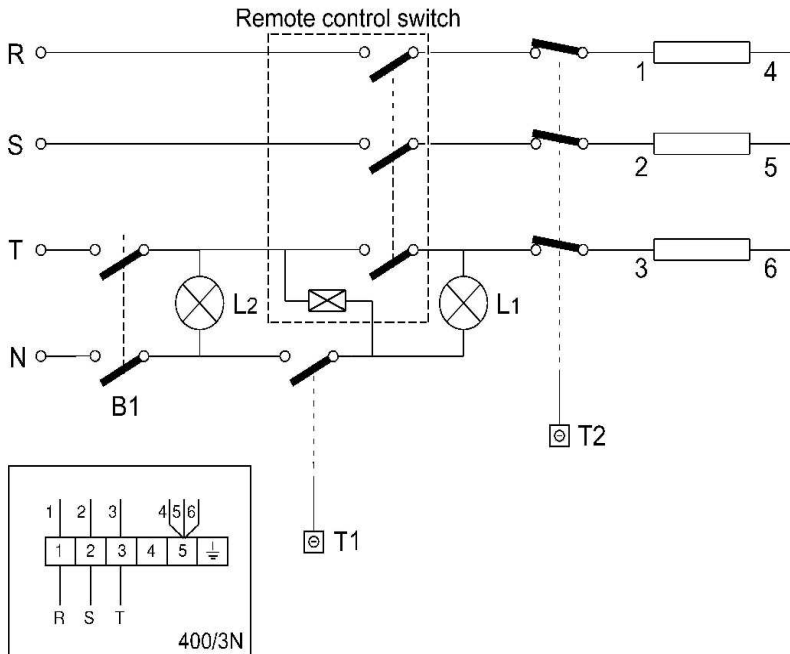 Remote control switch
R 1 4
S 2 5
T 3 6
L2 L1
N
B1
T2
T1
1 2 3 4 5 6
1 2 3 4 5
R S T
400/3N